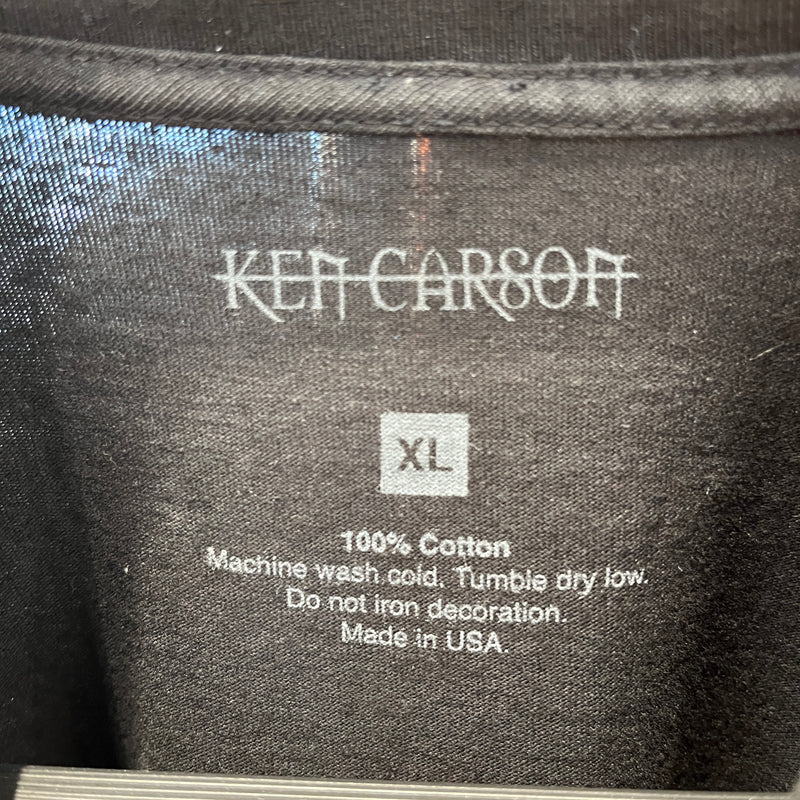 KEN CARSON
XL
100% Cotton
Machine wash cold. Tumble dry low.
Do not iron decoration.
Made in USA.